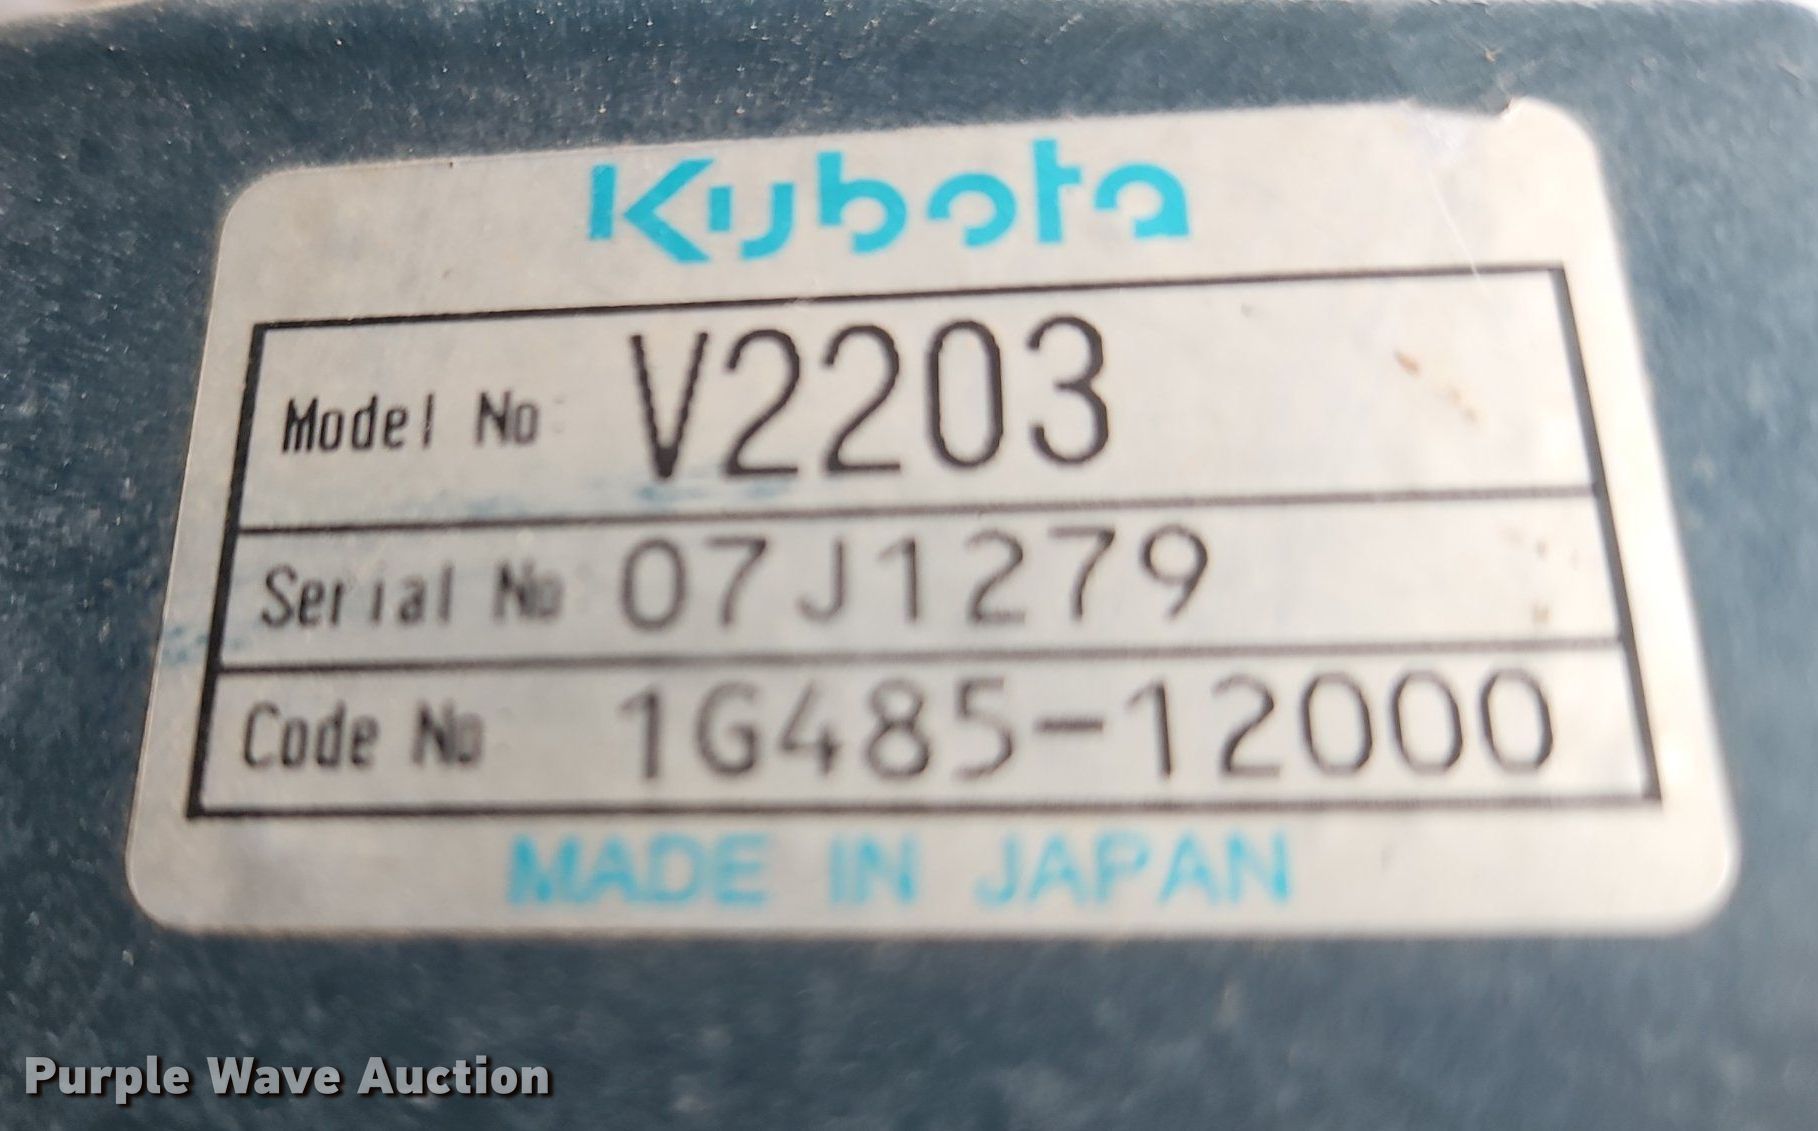 Kubota
Model No V2203
Serial No 07J1279
Code No 1G485-12000
MADE IN JAPAN
Purple Wave Auction